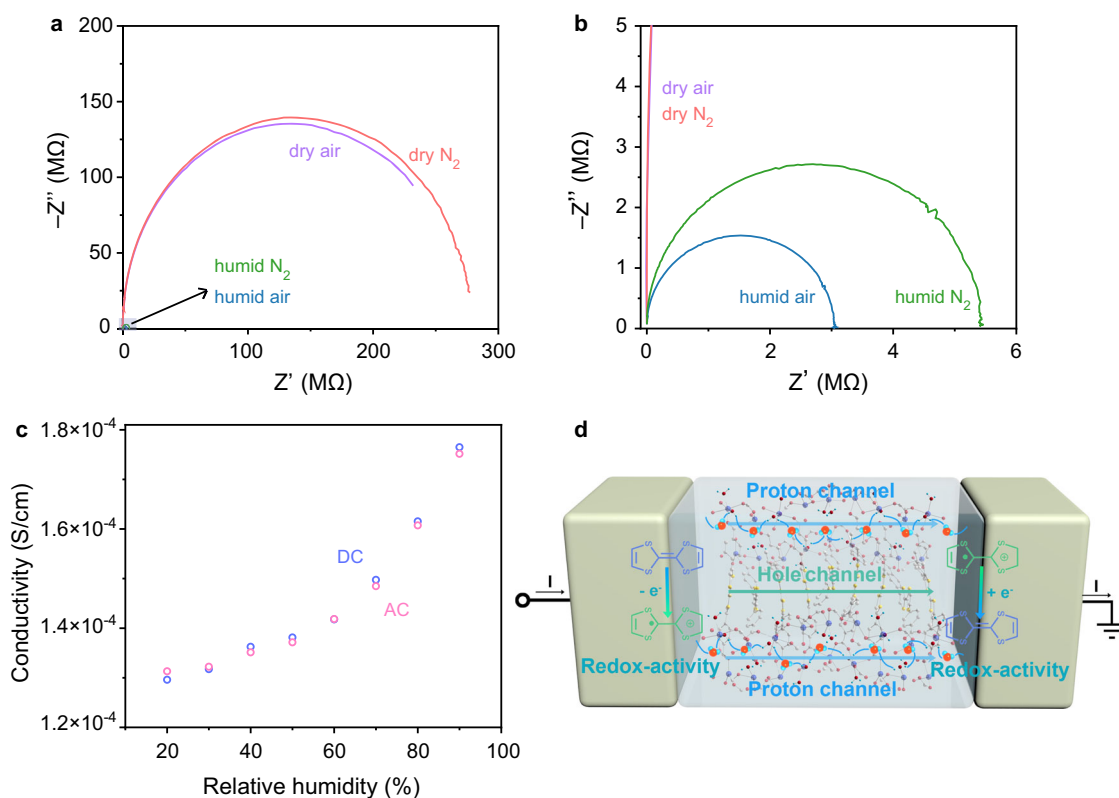 a
200
150
100
50
0
–Z'' (MΩ)
dry air
dry N2
humid N2
humid air
0
100
200
300
Z' (MΩ)
b
5
4
3
2
1
0
–Z'' (MΩ)
dry air
dry N2
humid air
humid N2
0
2
4
6
Z' (MΩ)
c
1.8×10⁻⁴
1.6×10⁻⁴
1.4×10⁻⁴
1.2×10⁻⁴
Conductivity (S/cm)
DC
AC
20
40
60
80
100
Relative humidity (%)
d
Proton channel
Hole channel
Proton channel
I
S S
S S
- e⁻
S S
S S
Redox-activity
S S
S S
+ e⁻
S S
S S
Redox-activity
I